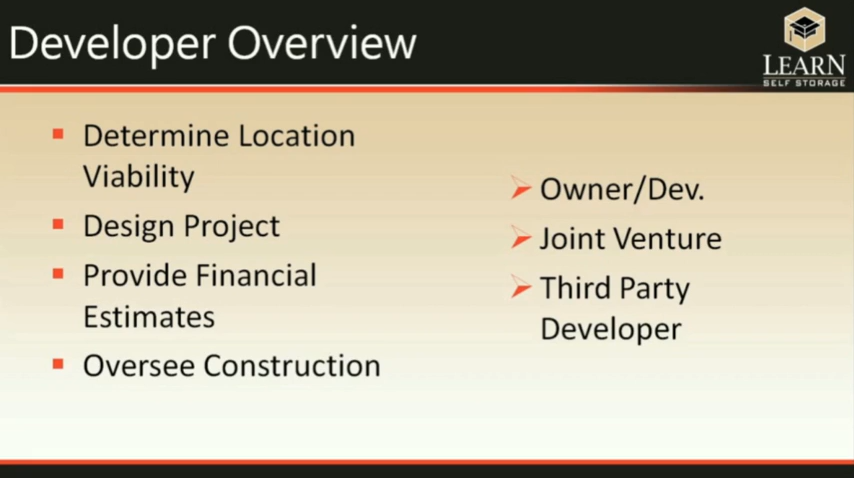 Developer Overview
LEARN
SELF STORAGE
Determine Location
Viability
Design Project
Provide Financial
Estimates
Oversee Construction
Owner/Dev.
Joint Venture
Third Party
Developer